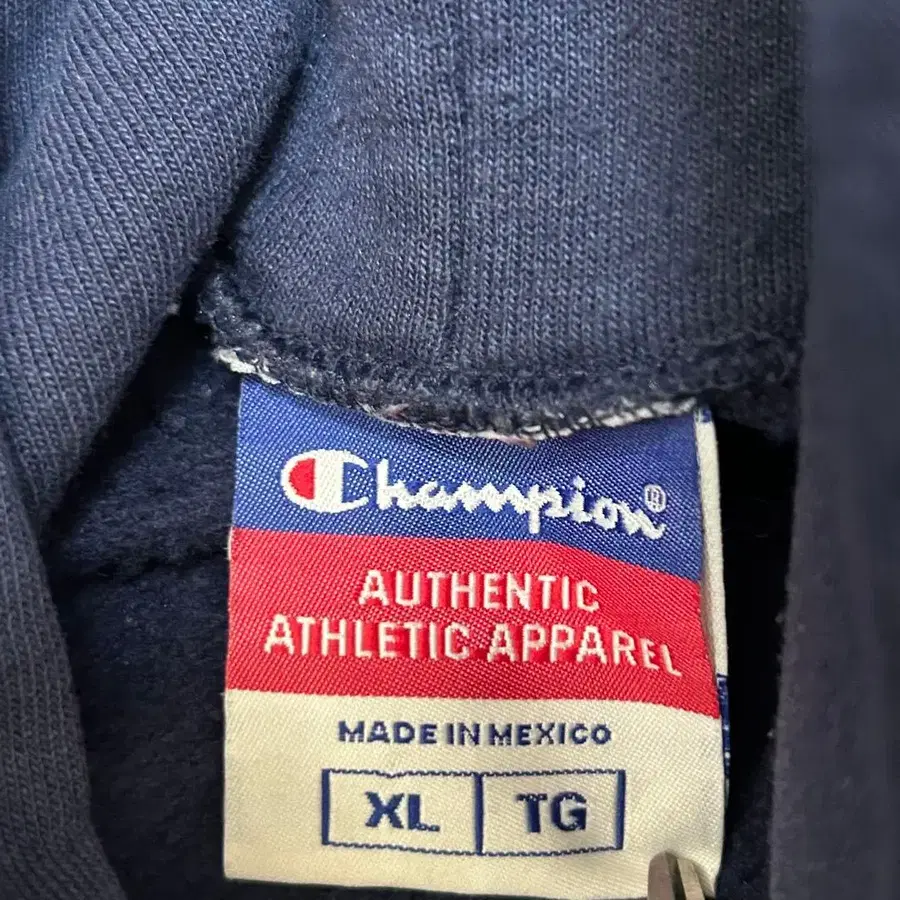 Champion®
AUTHENTIC
ATHLETIC APPAREL
MADE IN MEXICO
XL TG